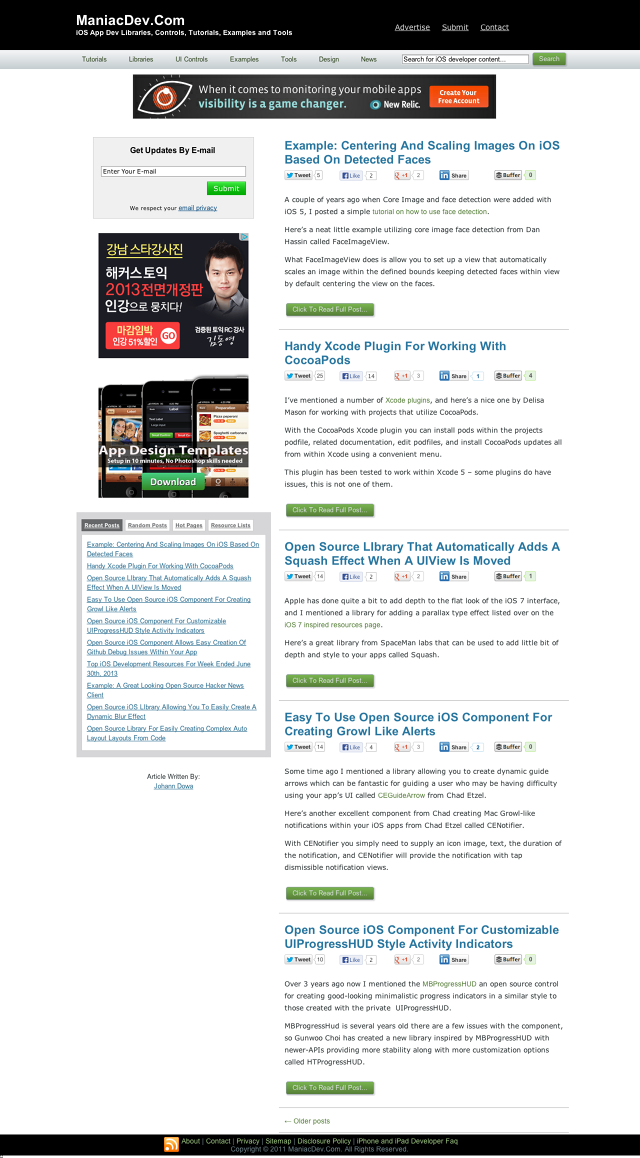 ManiacDev.Com
iOS App Dev Libraries, Controls, Tutorials, Examples and Tools
Advertise Submit Contact
Tutorials Libraries UI Controls Examples Tools Design News
Search for iOS developer content...
Search
When it comes to monitoring your mobile apps
visibility is a game changer.
New Relic.
Create Your
Free Account
Get Updates By E-mail
Enter Your E-mail
Submit
We respect your email privacy
강남 스타강사진
해커스토익
2013전면개정판
인강으로 뭉치다!
마감임박
인강 51%할인
GO
검증된 토익 RC 강사
김동영
App Design Templates
Setup in 10 minutes, No Photoshop skills needed
Download
Recent Posts Random Posts Hot Pages Resource Lists
Example: Centering And Scaling Images On iOS Based On
Detected Faces
Handy Xcode Plugin For Working With CocoaPods
Open Source LIbrary That Automatically Adds A Squash
Effect When A UIView Is Moved
Easy To Use Open Source iOS Component For Creating
Growl Like Alerts
Open Source iOS Component For Customizable
UIProgressHUD Style Activity Indicators
Open Source iOS Component Allows Easy Creation Of
Github Debug Issues Within Your App
Top iOS Development Resources For Week Ended June
30th, 2013
Example: A Great Looking Open Source Hacker News
Client
Open Source iOS LIbrary Allowing You To Easily Create A
Dynamic Blur Effect
Open Source Library For Easily Creating Complex Auto
Layout Layouts From Code
Article Written By:
Johann Dowa
Example: Centering And Scaling Images On iOS
Based On Detected Faces
Tweet 5 Like 2 +1 2 Share Buffer 0
A couple of years ago when Core Image and face detection were added with
iOS 5, I posted a simple tutorial on how to use face detection.
Here's a neat little example utilizing core image face detection from Dan
Hassin called FaceImageView.
What FaceImageView does is allow you to set up a view that automatically
scales an image within the defined bounds keeping detected faces within view
by default centering the view on the faces.
Click To Read Full Post...
Handy Xcode Plugin For Working With
CocoaPods
Tweet 25 Like 14 +1 3 Share 1 Buffer 4
I've mentioned a number of Xcode plugins, and here's a nice one by Delisa
Mason for working with projects that utilize CocoaPods.
With the CocoaPods Xcode plugin you can install pods within the projects
podfile, related documentation, edit podfiles, and install CocoaPods updates all
from within Xcode using a convenient menu.
This plugin has been tested to work within Xcode 5 – some plugins do have
issues, this is not one of them.
Click To Read Full Post...
Open Source LIbrary That Automatically Adds A
Squash Effect When A UIView Is Moved
Tweet 14 Like 2 +1 2 Share Buffer 1
Apple has done quite a bit to add depth to the flat look of the iOS 7 interface,
and I mentioned a library for adding a parallax type effect listed over on the
iOS 7 inspired resources page.
Here's a great library from SpaceMan labs that can be used to add little bit of
depth and style to your apps called Squash.
Click To Read Full Post...
Easy To Use Open Source iOS Component For
Creating Growl Like Alerts
Tweet 14 Like 4 +1 3 Share 2 Buffer 0
Some time ago I mentioned a library allowing you to create dynamic guide
arrows which can be fantastic for guiding a user who may be having difficulty
using your app's UI called CEGuideArrow from Chad Etzel.
Here's another excellent component from Chad creating Mac Growl-like
notifications within your iOS apps from Chad Etzel called CENotifier.
With CENotifier you simply need to supply an icon image, text, the duration of
the notification, and CENotifier will provide the notification with tap
dismissible notification views.
Click To Read Full Post...
Open Source iOS Component For Customizable
UIProgressHUD Style Activity Indicators
Tweet 10 Like 2 +1 2 Share Buffer 0
Over 3 years ago now I mentioned the MBProgressHUD an open source control
for creating good-looking minimalistic progress indicators in a similar style to
those created with the private UIProgressHUD.
MBProgressHud is several years old there are a few issues with the component,
so Gunwoo Choi has created a new library inspired by MBProgressHUD with
newer-APIs providing more stability along with more customization options
called HTProgressHUD.
Click To Read Full Post...
← Older posts
About | Contact | Privacy | Sitemap | Disclosure Policy | iPhone and iPad Developer Faq
Copyright © 2011 ManiacDev.Com. All Rights Reserved.